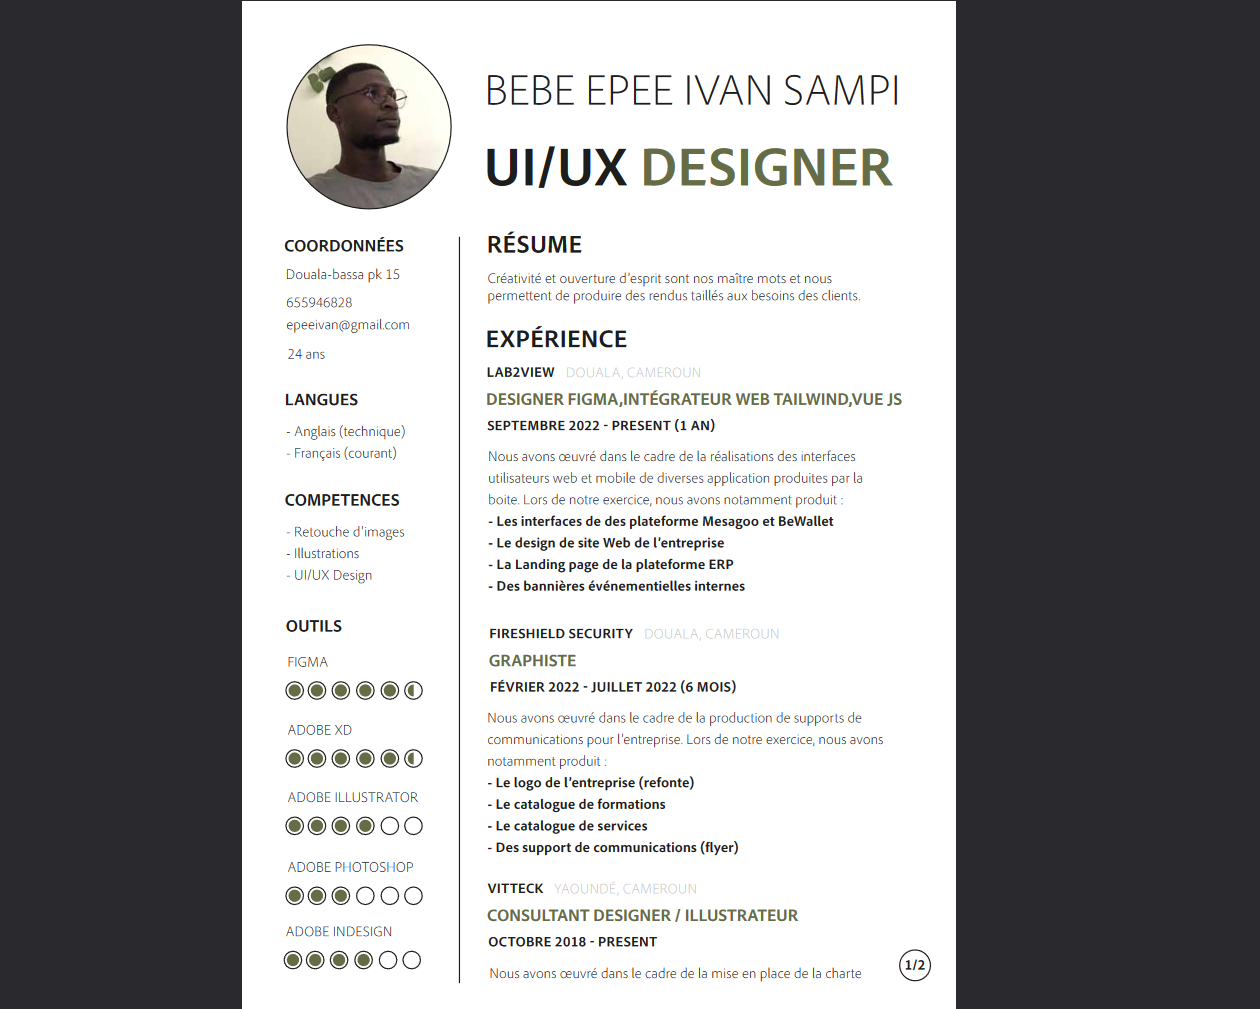 BEBE EPEE IVAN SAMPI
UI/UX DESIGNER
COORDONNÉES
Douala-bassa pk 15
655946828
epeeivan@gmail.com
24 ans
LANGUES
- Anglais (technique)
- Français (courant)
COMPETENCES
- Retouche d'images
- Illustrations
- UI/UX Design
OUTILS
FIGMA
ADOBE XD
ADOBE ILLUSTRATOR
ADOBE PHOTOSHOP
ADOBE INDESIGN
RÉSUME
Créativité et ouverture d'esprit sont nos maître mots et nous
permettent de produire des rendus taillés aux besoins des clients.
EXPÉRIENCE
LAB2VIEW DOUALA, CAMEROUN
DESIGNER FIGMA,INTÉGRATEUR WEB TAILWIND,VUE JS
SEPTEMBRE 2022 - PRESENT (1 AN)
Nous avons œuvré dans le cadre de la réalisations des interfaces
utilisateurs web et mobile de diverses application produites par la
boite. Lors de notre exercice, nous avons notamment produit :
- Les interfaces de des plateforme Mesagoo et BeWallet
- Le design de site Web de l'entreprise
- La Landing page de la plateforme ERP
- Des bannières événementielles internes
FIRESHIELD SECURITY DOUALA, CAMEROUN
GRAPHISTE
FÉVRIER 2022 - JUILLET 2022 (6 MOIS)
Nous avons œuvré dans le cadre de la production de supports de
communications pour l'entreprise. Lors de notre exercice, nous avons
notamment produit :
- Le logo de l'entreprise (refonte)
- Le catalogue de formations
- Le catalogue de services
- Des support de communications (flyer)
VITTECK YAOUNDÉ, CAMEROUN
CONSULTANT DESIGNER / ILLUSTRATEUR
OCTOBRE 2018 - PRESENT
Nous avons œuvré dans le cadre de la mise en place de la charte
1/2